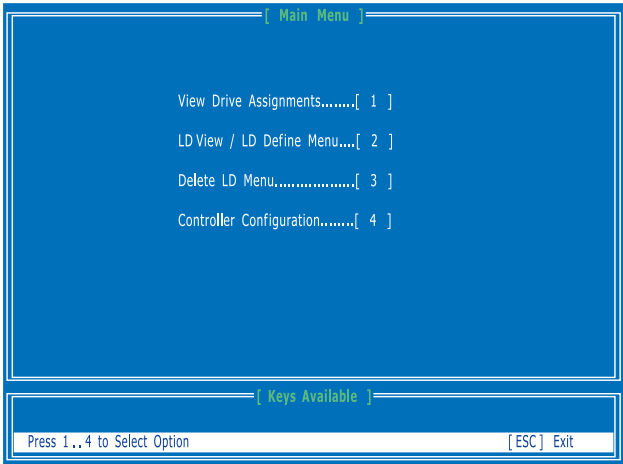 [ Main Menu ]
View Drive Assignments........[ 1 ]
LD View / LD Define Menu....[ 2 ]
Delete LD Menu...................[ 3 ]
Controller Configuration........[ 4 ]
[ Keys Available ]
Press 1..4 to Select Option [ESC] Exit